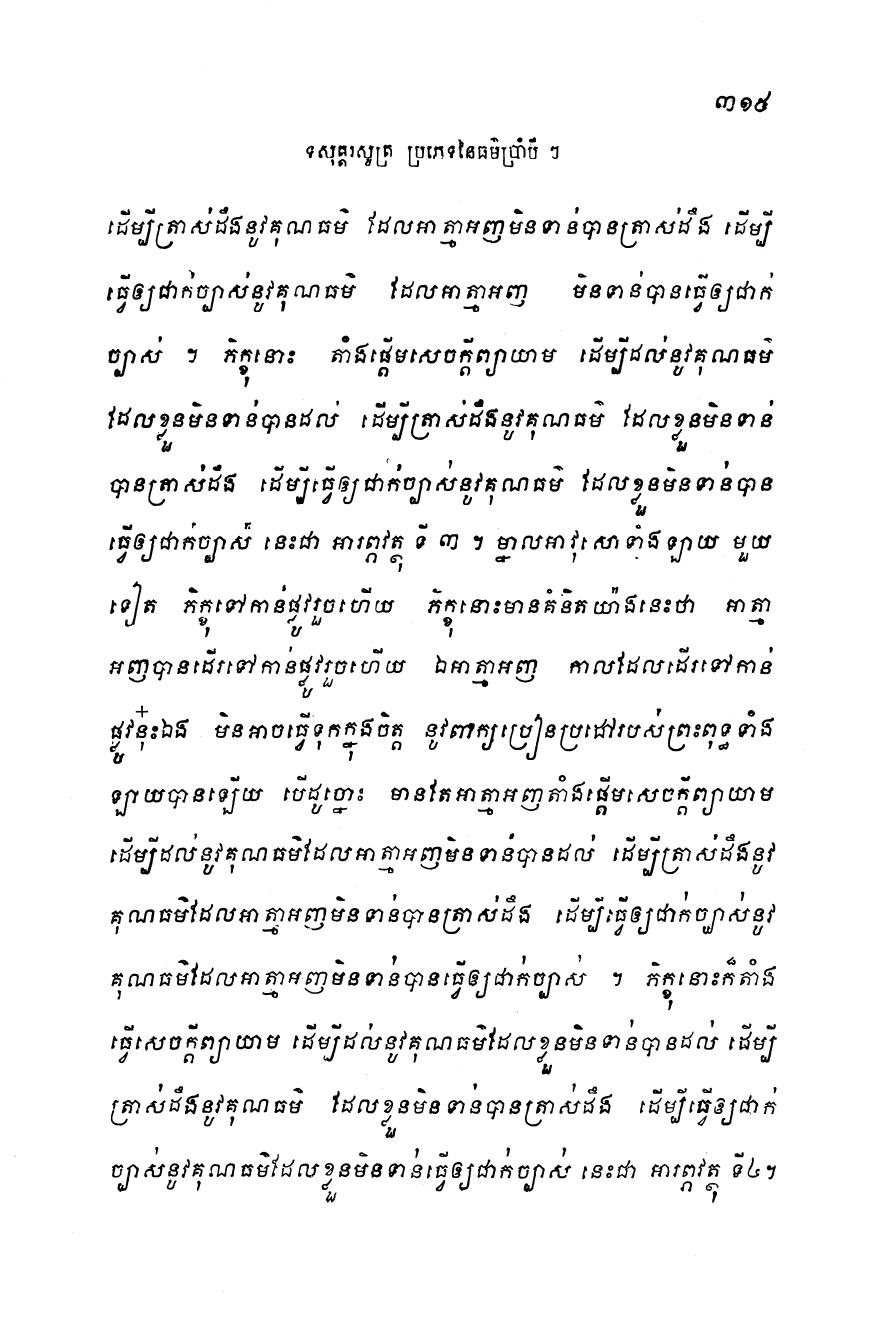 ៣១៥
ទសុត្តរសូត្រ ប្រភេទនៃធម៌ប្រាំបី ៗ
ដើម្បីត្រាស់ដឹងនូវគុណធម៌ ដែលអាត្មាអញមិនទាន់បានត្រាស់ដឹង ដើម្បី
ធ្វើឲ្យជាក់ច្បាស់នូវគុណធម៌ ដែលអាត្មាអញ មិនទាន់បានធ្វើឲ្យជាក់
ច្បាស់ ។ ភិក្ខុនោះ តាំងផ្តើមសេចក្តីព្យាយាម ដើម្បីដល់នូវគុណធម៌
ដែលខ្លួនមិនទាន់បានដល់ ដើម្បីត្រាស់ដឹងនូវគុណធម៌ ដែលខ្លួនមិនទាន់
បានត្រាស់ដឹង ដើម្បីធ្វើឲ្យជាក់ច្បាស់នូវគុណធម៌ ដែលខ្លួនមិនទាន់បាន
ធ្វើឲ្យជាក់ច្បាស់ នេះជា អារព្ភវត្ថុ ទី ៣ ។ ម្នាលអាវុសោទាំងឡាយ មួយ
ទៀត ភិក្ខុទៅកាន់ផ្លូវរួចហើយ ភិក្ខុនោះមានគំនិតយ៉ាងនេះថា អាត្មា
អញបានដើរទៅកាន់ផ្លូវរួចហើយ ឯអាត្មាអញ កាលដែលដើរទៅកាន់
ផ្លូវនុ៎ះឯង មិនអាចធ្វើទុកក្នុងចិត្ត នូវពាក្យប្រៀនប្រដៅរបស់ព្រះពុទ្ធទាំង
ឡាយបានឡើយ បើដូច្នោះ មានតែអាត្មាអញតាំងផ្តើមសេចក្តីព្យាយាម
ដើម្បីដល់នូវគុណធម៌ដែលអាត្មាអញមិនទាន់បានដល់ ដើម្បីត្រាស់ដឹងនូវ
គុណធម៌ដែលអាត្មាអញមិនទាន់បានត្រាស់ដឹង ដើម្បីធ្វើឲ្យជាក់ច្បាស់នូវ
គុណធម៌ដែលអាត្មាអញមិនទាន់បានធ្វើឲ្យជាក់ច្បាស់ ។ ភិក្ខុនោះក៏តាំង
ធ្វើសេចក្តីព្យាយាម ដើម្បីដល់នូវគុណធម៌ដែលខ្លួនមិនទាន់បានដល់ ដើម្បី
ត្រាស់ដឹងនូវគុណធម៌ ដែលខ្លួនមិនទាន់បានត្រាស់ដឹង ដើម្បីធ្វើឲ្យជាក់
ច្បាស់នូវគុណធម៌ដែលខ្លួនមិនទាន់ធ្វើឲ្យជាក់ច្បាស់ នេះជា អារព្ភវត្ថុ ទី៤។